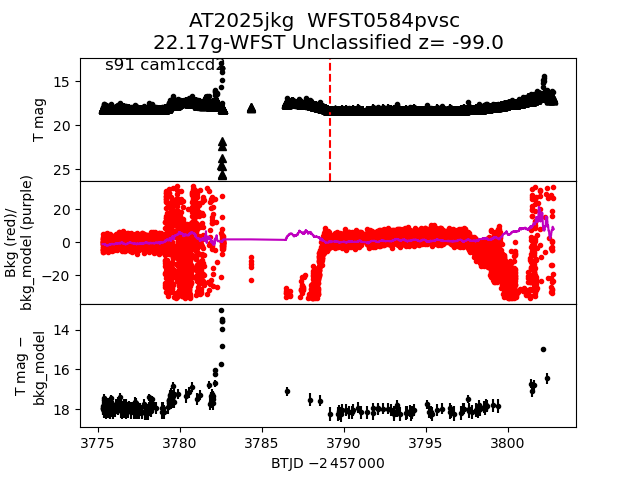 AT2025jkg WFST0584pvsc
22.17g-WFST Unclassified z= -99.0
s91 cam1ccd2
T mag
15
20
25
Bkg (red)/
bkg_model (purple)
20
0
−20
T mag −
bkg_model
14
16
18
3775 3780 3785 3790 3795 3800
BTJD −2 457 000